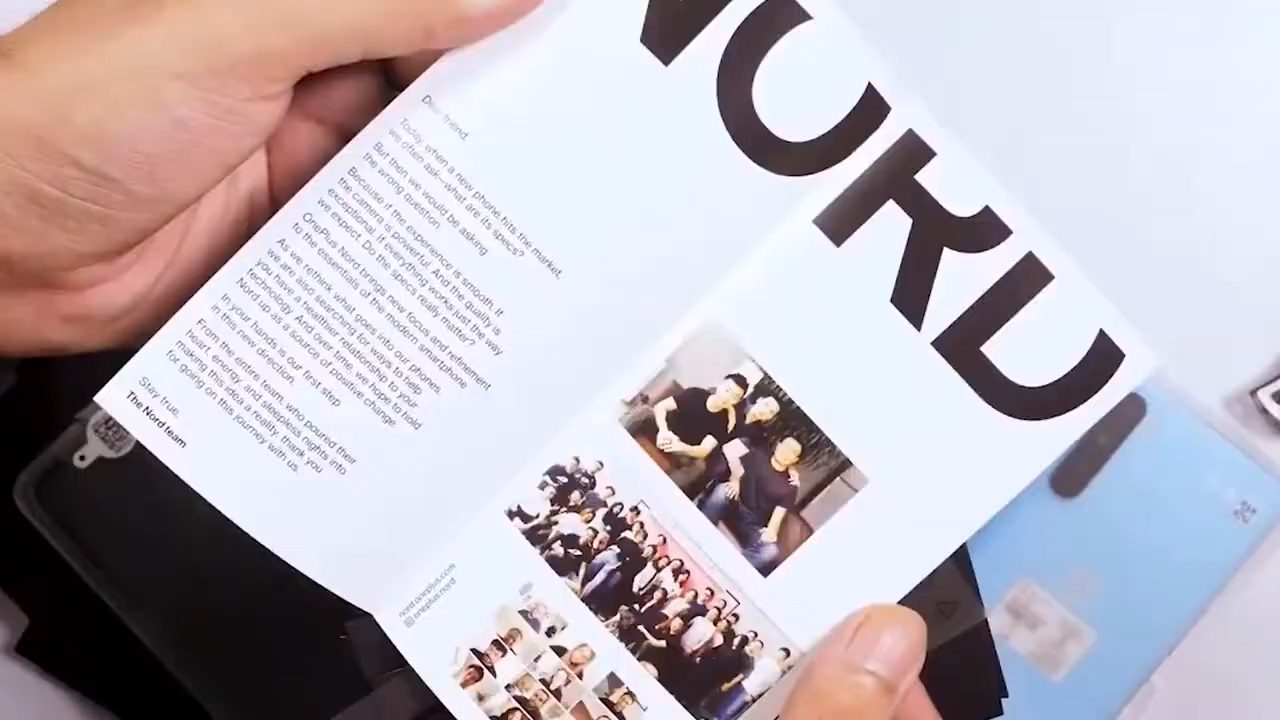 Dear friend,
Today, when a new phone hits the market,
we often ask—what are its specs?
But then we would be asking
the wrong question.
Because if the experience is smooth. If
the camera is powerful. And the quality is
exceptional. If everything works just the way
we expect. Do the specs really matter?
OnePlus Nord brings new focus and refinement
to the essentials of the modern smartphone
As we rethink what goes into our phones,
we are also searching for ways to help
you have a healthier relationship to your
technology. And over time, we hope to hold
Nord up as a source of positive change.
In your hands is our first step
in this new direction.
From the entire team, who poured their
heart, energy, and sleepless nights into
making this idea a reality, thank you
for going on this journey with us.
Stay true,
The Nord team
nord.oneplus.com
oneplus.nord